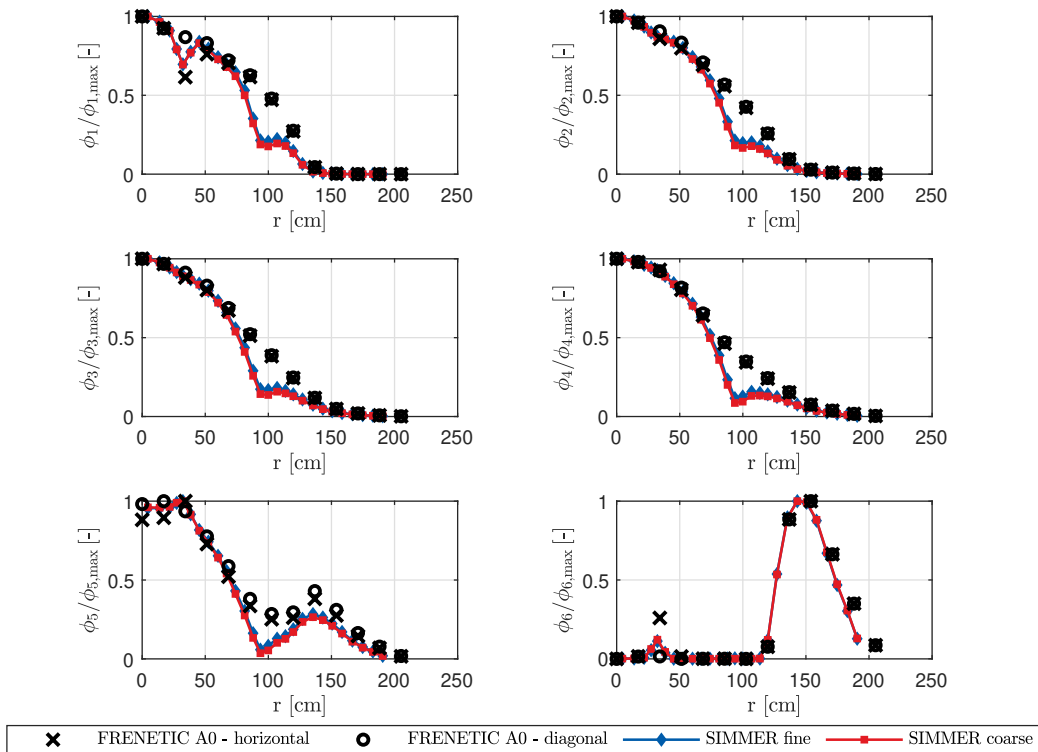 ϕ1/ϕ1,max [-]
1
0.5
0
0 50 100 150 200 250
r [cm]
ϕ2/ϕ2,max [-]
1
0.5
0
0 50 100 150 200 250
r [cm]
ϕ3/ϕ3,max [-]
1
0.5
0
0 50 100 150 200 250
r [cm]
ϕ4/ϕ4,max [-]
1
0.5
0
0 50 100 150 200 250
r [cm]
ϕ5/ϕ5,max [-]
1
0.5
0
0 50 100 150 200 250
r [cm]
ϕ6/ϕ6,max [-]
1
0.5
0
0 50 100 150 200 250
r [cm]
FRENETIC A0 - horizontal FRENETIC A0 - diagonal SIMMER fine SIMMER coarse